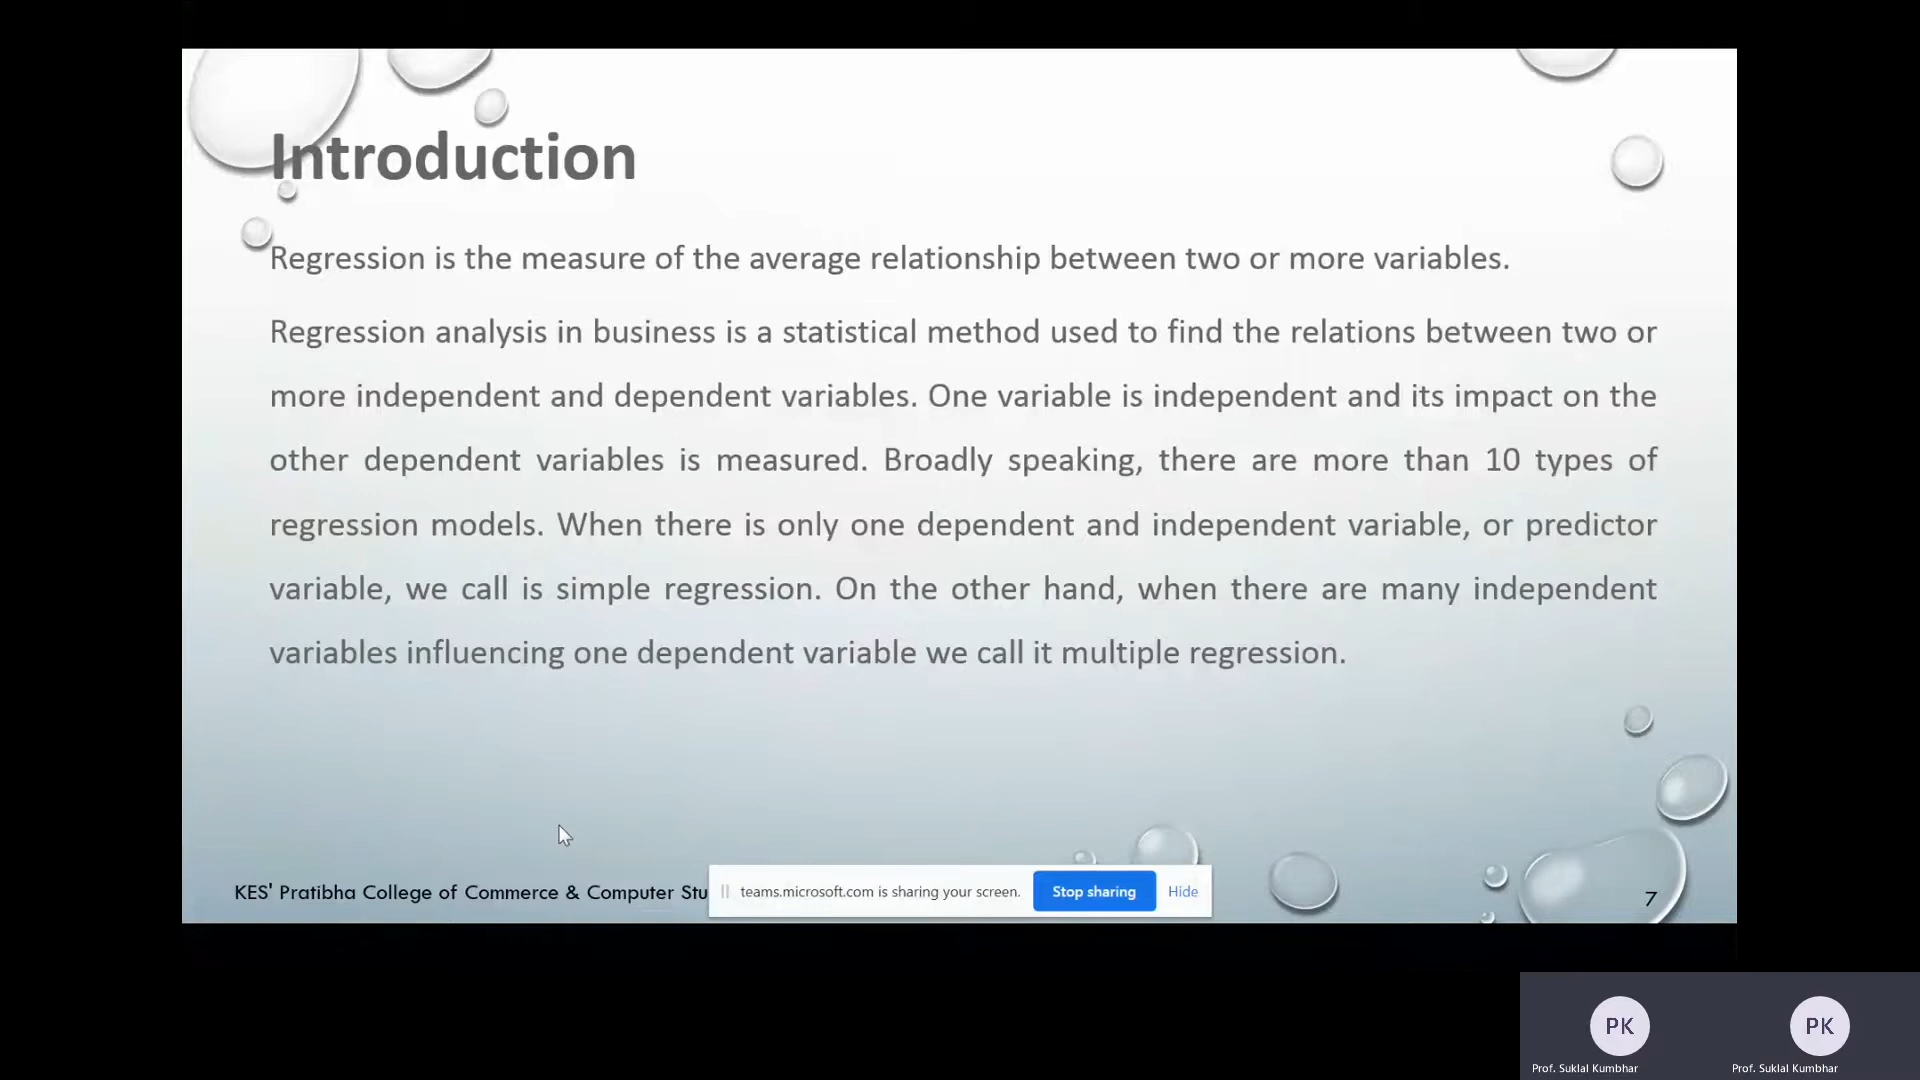 Introduction
Regression is the measure of the average relationship between two or more variables.
Regression analysis in business is a statistical method used to find the relations between two or
more independent and dependent variables. One variable is independent and its impact on the
other dependent variables is measured. Broadly speaking, there are more than 10 types of
regression models. When there is only one dependent and independent variable, or predictor
variable, we call is simple regression. On the other hand, when there are many independent
variables influencing one dependent variable we call it multiple regression.
KES' Pratibha College of Commerce & Computer Stu
teams.microsoft.com is sharing your screen.
Stop sharing
Hide
7
PK
PK
Prof. Suklal Kumbhar
Prof. Suklal Kumbhar